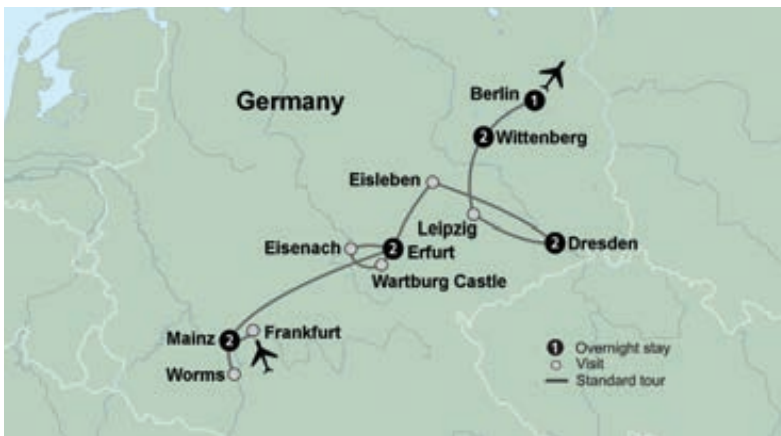 Germany
Berlin 1
2 Wittenberg
Eisleben
Leipzig
2 Dresden
Eisenach
2 Erfurt
Wartburg Castle
Mainz 2
Frankfurt
Worms
1 Overnight stay
Visit
Standard tour